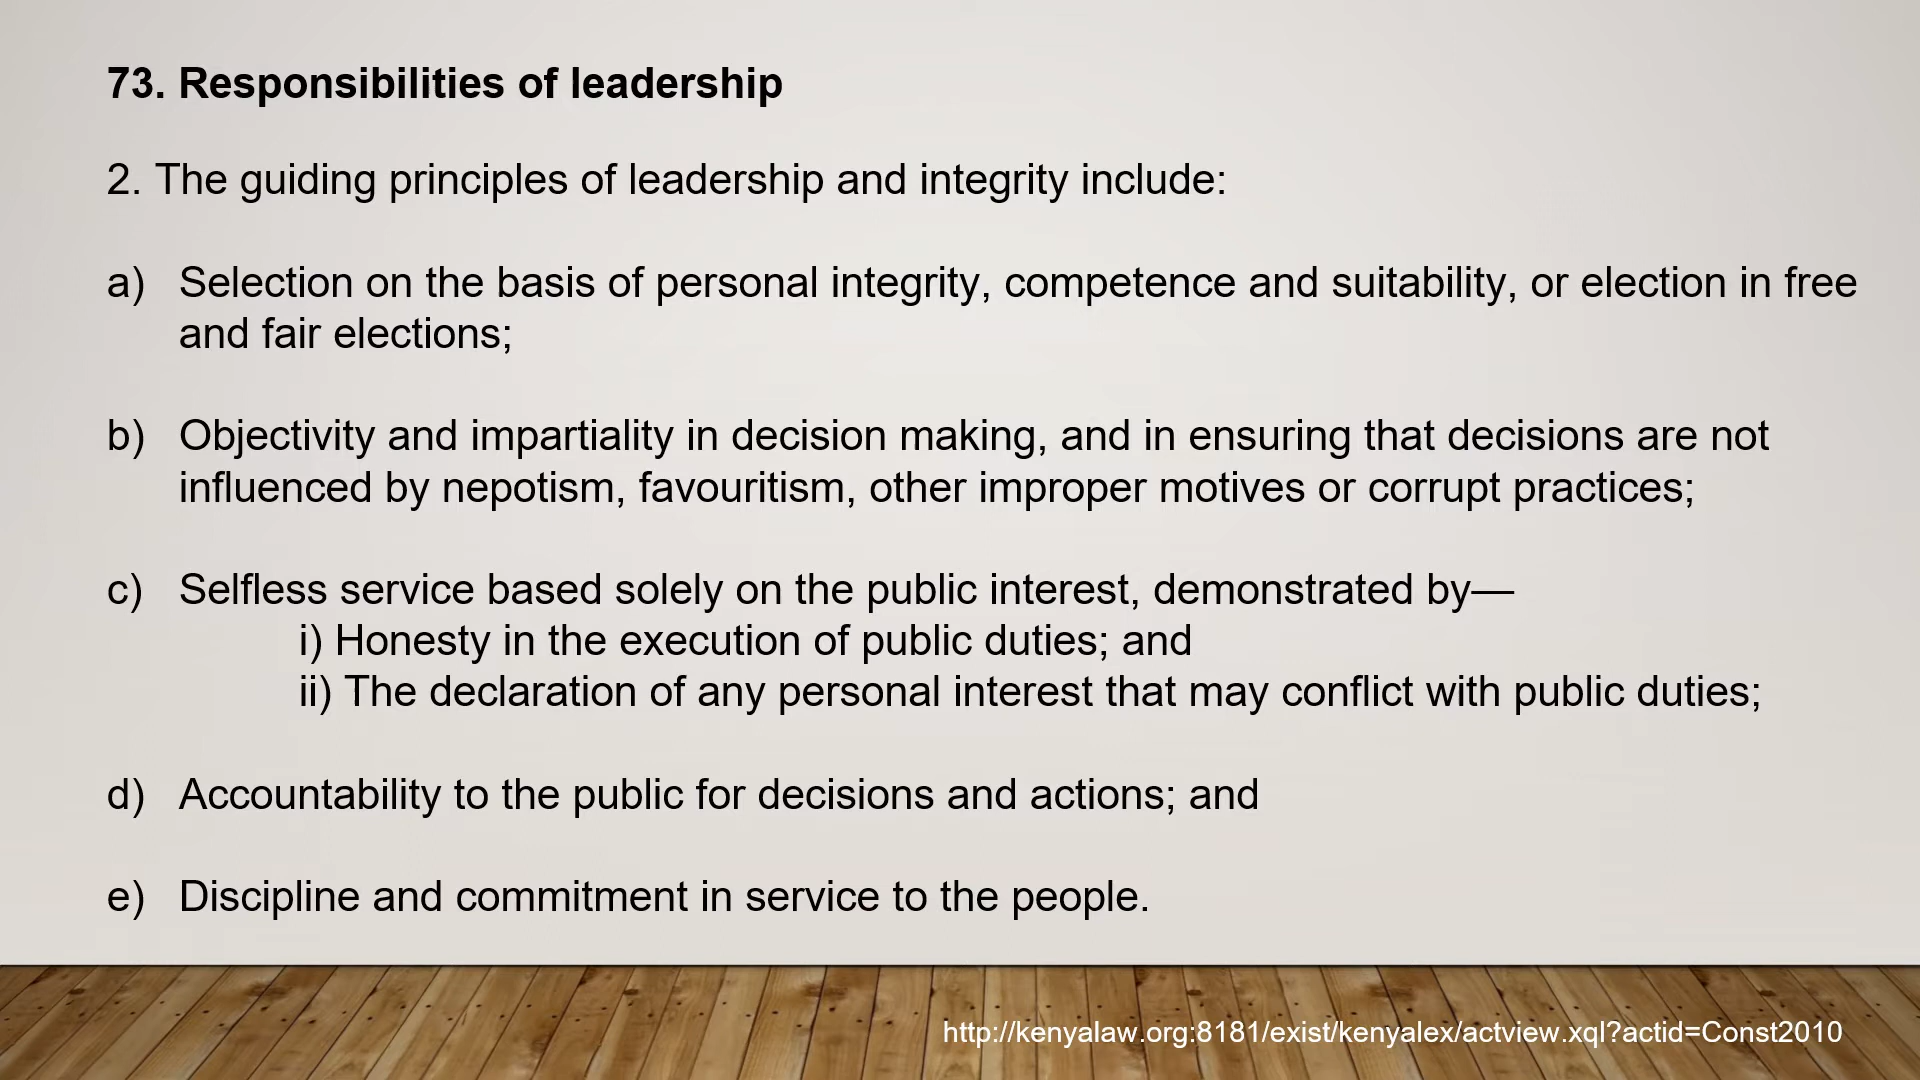 73. Responsibilities of leadership
2. The guiding principles of leadership and integrity include:
a) Selection on the basis of personal integrity, competence and suitability, or election in free
and fair elections;
b) Objectivity and impartiality in decision making, and in ensuring that decisions are not
influenced by nepotism, favouritism, other improper motives or corrupt practices;
c) Selfless service based solely on the public interest, demonstrated by—
i) Honesty in the execution of public duties; and
ii) The declaration of any personal interest that may conflict with public duties;
d) Accountability to the public for decisions and actions; and
e) Discipline and commitment in service to the people.
http://kenyalaw.org:8181/exist/kenyalex/actview.xql?actid=Const2010